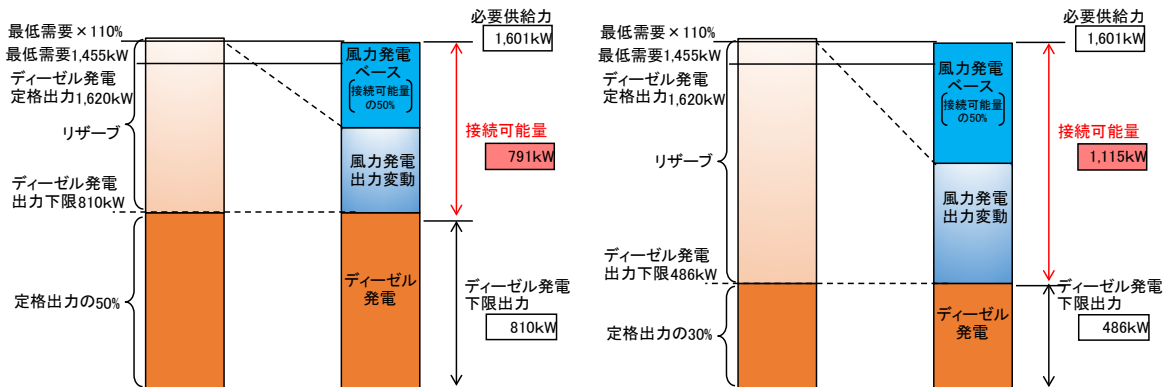 必要供給力
1,601kW
最低需要×110%
最低需要1,455kW
ディーゼル発電
定格出力1,620kW
リザーブ
ディーゼル発電
出力下限810kW
定格出力の50%
風力発電
ベース
接続可能量
の50%
風力発電
出力変動
ディーゼル
発電
接続可能量
791kW
ディーゼル発電
下限出力
810kW
必要供給力
1,601kW
最低需要×110%
最低需要1,455kW
ディーゼル発電
定格出力1,620kW
リザーブ
ディーゼル発電
出力下限486kW
定格出力の30%
風力発電
ベース
接続可能量
の50%
風力発電
出力変動
ディーゼル
発電
接続可能量
1,115kW
ディーゼル発電
下限出力
486kW